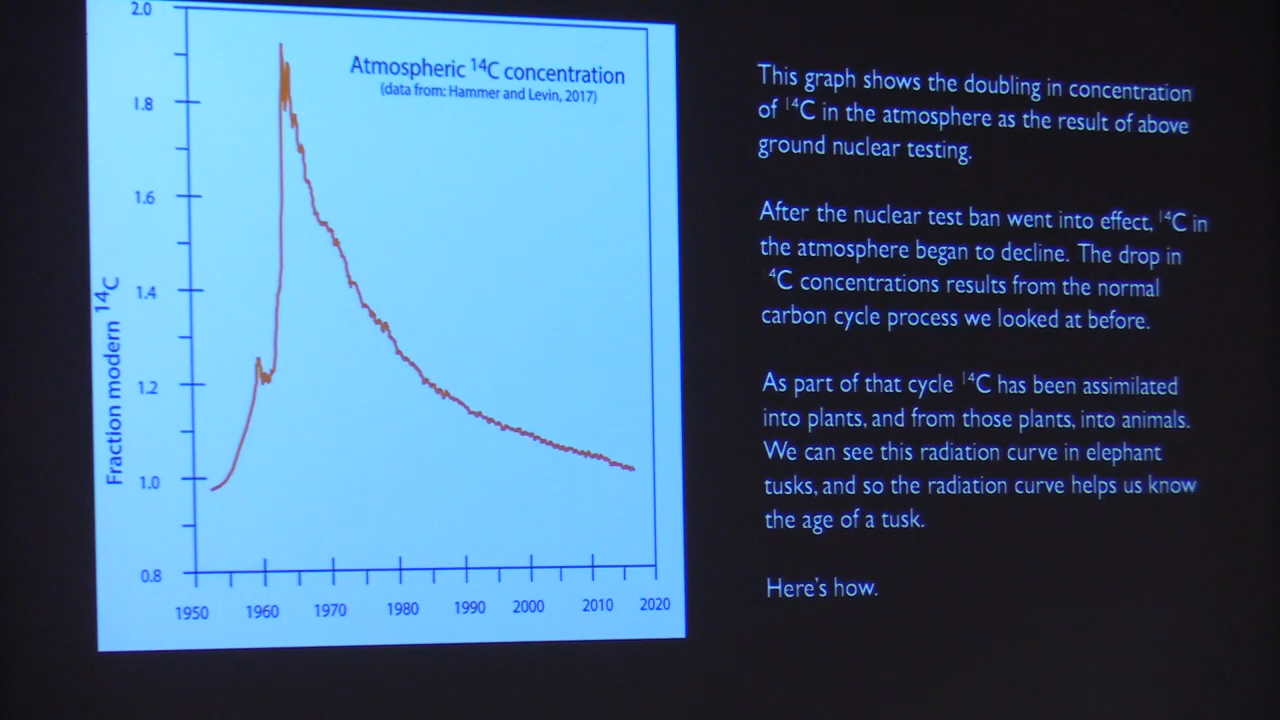 2.0
1.8
1.6
1.4
1.2
1.0
0.8
Fraction modern ¹⁴C
Atmospheric ¹⁴C concentration
(data from: Hammer and Levin, 2017)
1950 1960 1970 1980 1990 2000 2010 2020
This graph shows the doubling in concentration
of ¹⁴C in the atmosphere as the result of above
ground nuclear testing.
After the nuclear test ban went into effect, ¹⁴C in
the atmosphere began to decline. The drop in
⁴C concentrations results from the normal
carbon cycle process we looked at before.
As part of that cycle ¹⁴C has been assimilated
into plants, and from those plants, into animals.
We can see this radiation curve in elephant
tusks, and so the radiation curve helps us know
the age of a tusk.
Here's how.